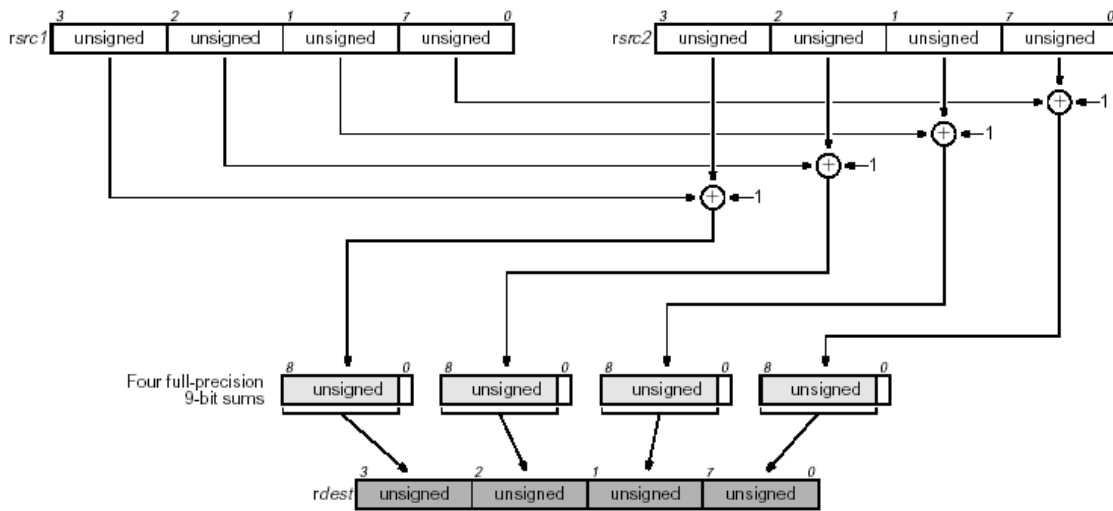 3 2 1 7 0 3 2 1 7 0
rsrc1 unsigned unsigned unsigned unsigned rsrc2 unsigned unsigned unsigned unsigned
+ 1
+ 1
+ 1
+ 1
8 0 8 0 8 0 8 0
Four full-precision unsigned unsigned unsigned unsigned
9-bit sums
3 2 1 7 0
rdest unsigned unsigned unsigned unsigned